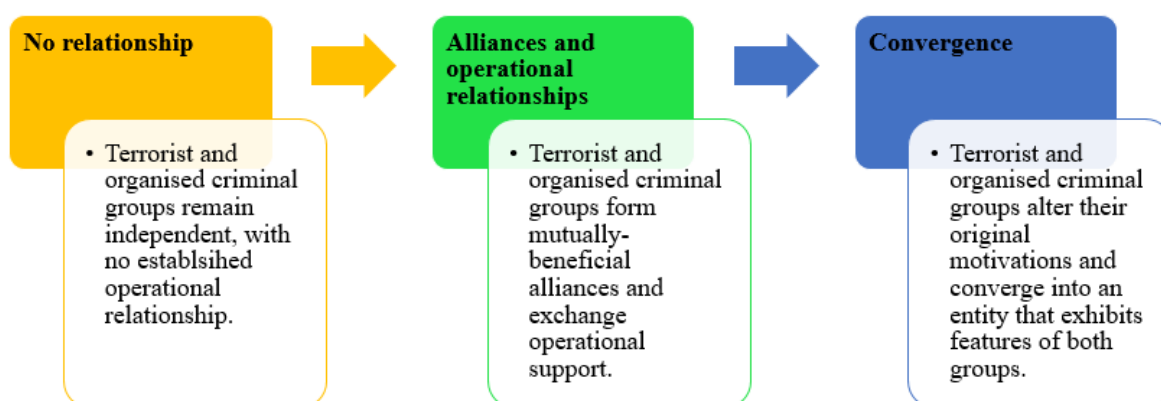 No relationship
• Terrorist and
organised criminal
groups remain
independent, with
no establsihed
operational
relationship.
Alliances and
operational
relationships
• Terrorist and
organised criminal
groups form
mutually-
beneficial
alliances and
exchange
operational
support.
Convergence
• Terrorist and
organised criminal
groups alter their
original
motivations and
converge into an
entity that exhibits
features of both
groups.